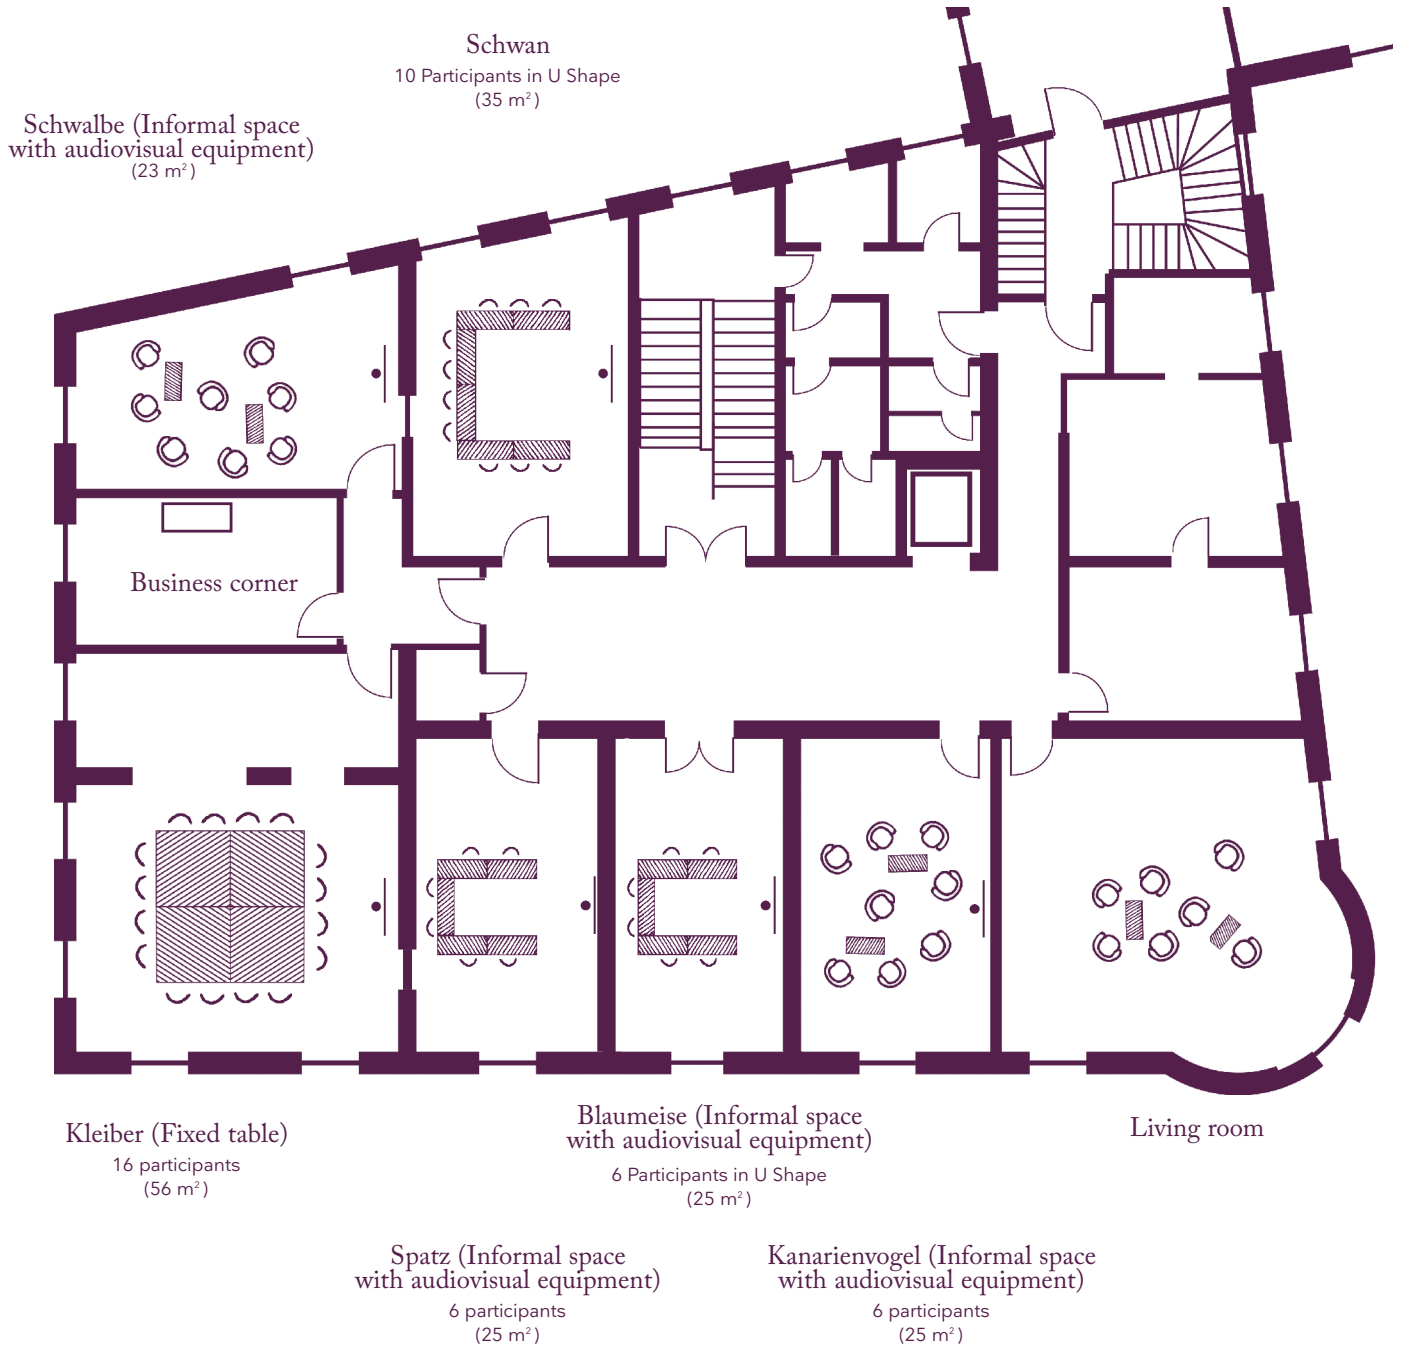 Schwan
10 Participants in U Shape
(35 m²)
Schwalbe (Informal space
with audiovisual equipment)
(23 m²)
Business corner
Kleiber (Fixed table)
16 participants
(56 m²)
Blaumeise (Informal space
with audiovisual equipment)
6 Participants in U Shape
(25 m²)
Living room
Spatz (Informal space
with audiovisual equipment)
6 participants
(25 m²)
Kanarienvogel (Informal space
with audiovisual equipment)
6 participants
(25 m²)